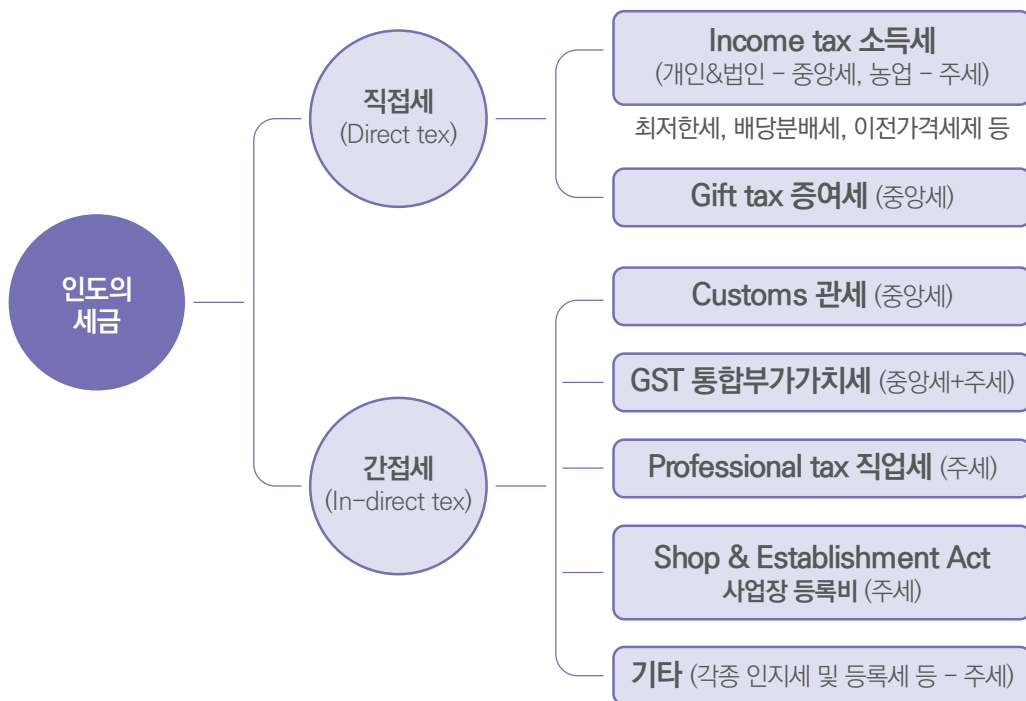 인도의
세금
직접세
(Direct tex)
Income tax 소득세
(개인&법인 - 중앙세, 농업 - 주세)
최저한세, 배당분배세, 이전가격세제 등
Gift tax 증여세 (중앙세)
간접세
(In-direct tex)
Customs 관세 (중앙세)
GST 통합부가가치세 (중앙세+주세)
Professional tax 직업세 (주세)
Shop & Establishment Act
사업장 등록비 (주세)
기타 (각종 인지세 및 등록세 등 - 주세)